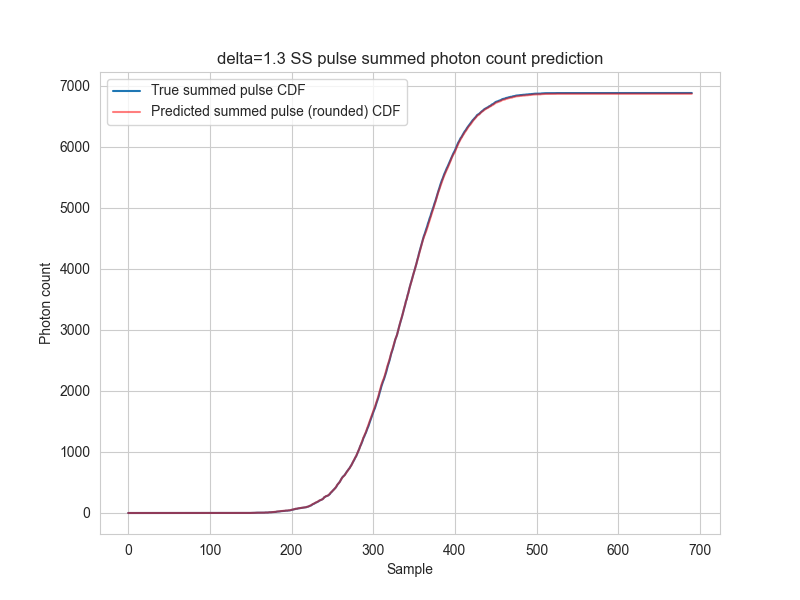 delta=1.3 SS pulse summed photon count prediction
True summed pulse CDF
Predicted summed pulse (rounded) CDF
7000
6000
5000
4000
3000
2000
1000
0
Photon count
0 100 200 300 400 500 600 700
Sample